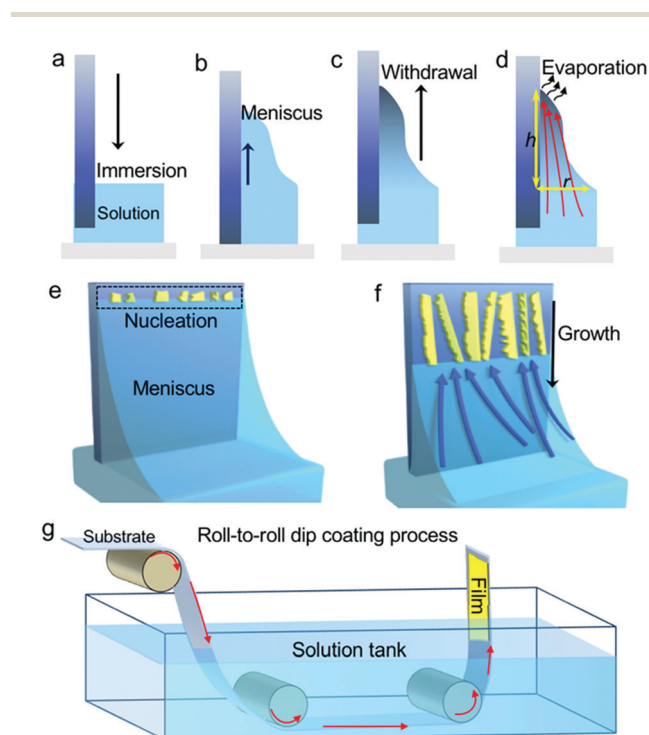 a
Immersion
Solution
b
Meniscus
c
Withdrawal
d
Evaporation
h
r
e
Nucleation
Meniscus
f
Growth
g
Substrate
Roll-to-roll dip coating process
Film
Solution tank